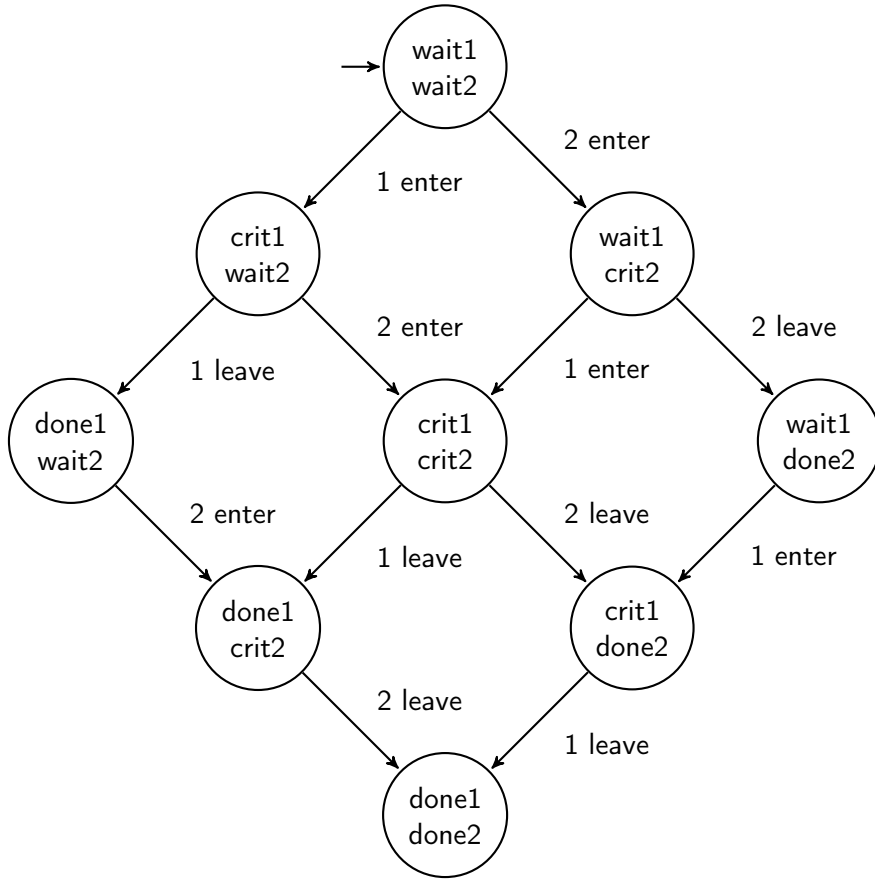 wait1
wait2
2 enter
1 enter
crit1
wait2
wait1
crit2
2 enter
2 leave
1 leave
1 enter
done1
wait2
crit1
crit2
wait1
done2
2 enter
2 leave
1 leave
1 enter
done1
crit2
crit1
done2
2 leave
1 leave
done1
done2